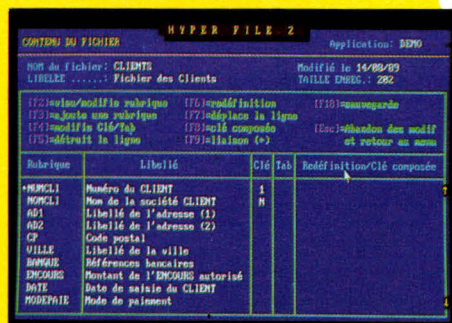 HYPER FILE 2
CONTENU DU FICHIER
Application: DEMO
NOM du fichier: CLIENTS
Modifié le 14/08/89
LIBELEE ......: Fichier des Clients
TAILLE ENREG.: 202
[F2]=view/modifie rubrique [F6]=redéfinition [F10]=sauvegarde
[F3]=ajoute une rubrique [F7]=déplace la ligne
[F4]=modifie Clé/Tab [F8]=clé composée [Esc]=Abandon des modif
[F5]=détruit la ligne [F9]=liaison (+) et retour au menu
Rubrique Libellé Clé Tab Redéfinition/Clé composée
+NUMCLI Numéro du CLIENT 1
NOMCLI Nom de la société CLIENT N
AD1 Libellé de l'adresse (1)
AD2 Libellé de l'adresse (2)
CP Code postal
VILLE Libellé de la ville
BANQUE Références bancaires
ENCOURS Montant de l'ENCOURS autorisé
DATE Date de saisie du CLIENT
MODEPAIE Mode de paiement